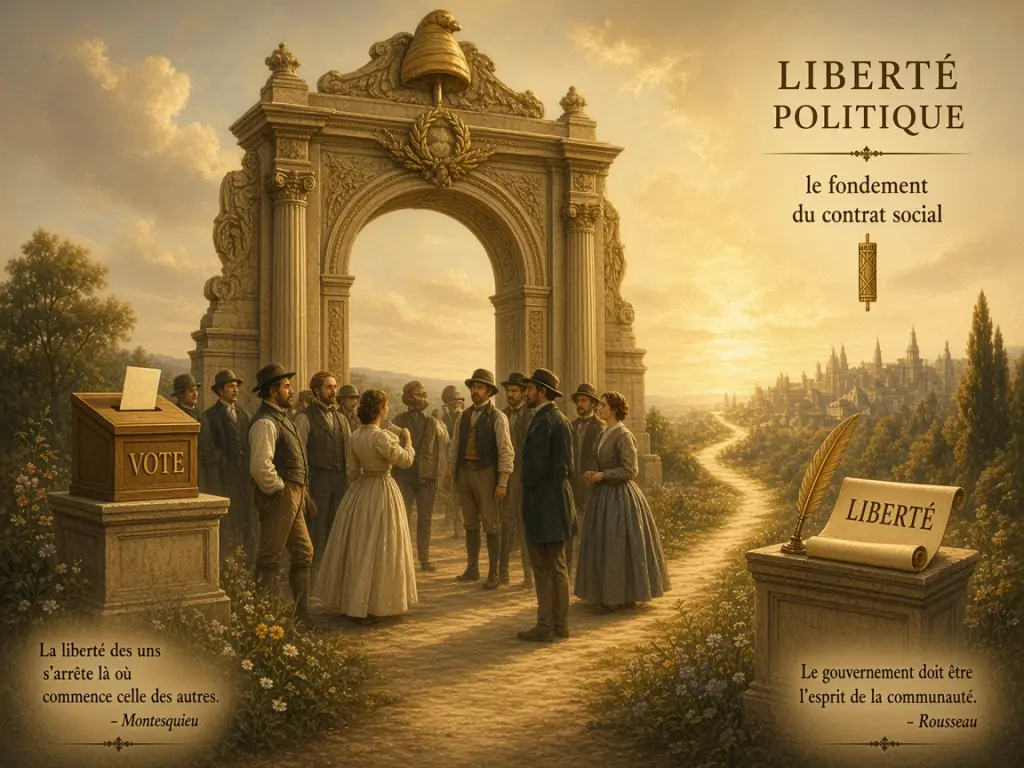 LIBERTÉ
POLITIQUE
le fondement
du contrat social
VOTE
LIBERTÉ
La liberté des uns
s'arrête là où
commence celle des autres.
– Montesquieu
Le gouvernement doit être
l'esprit de la communauté.
– Rousseau